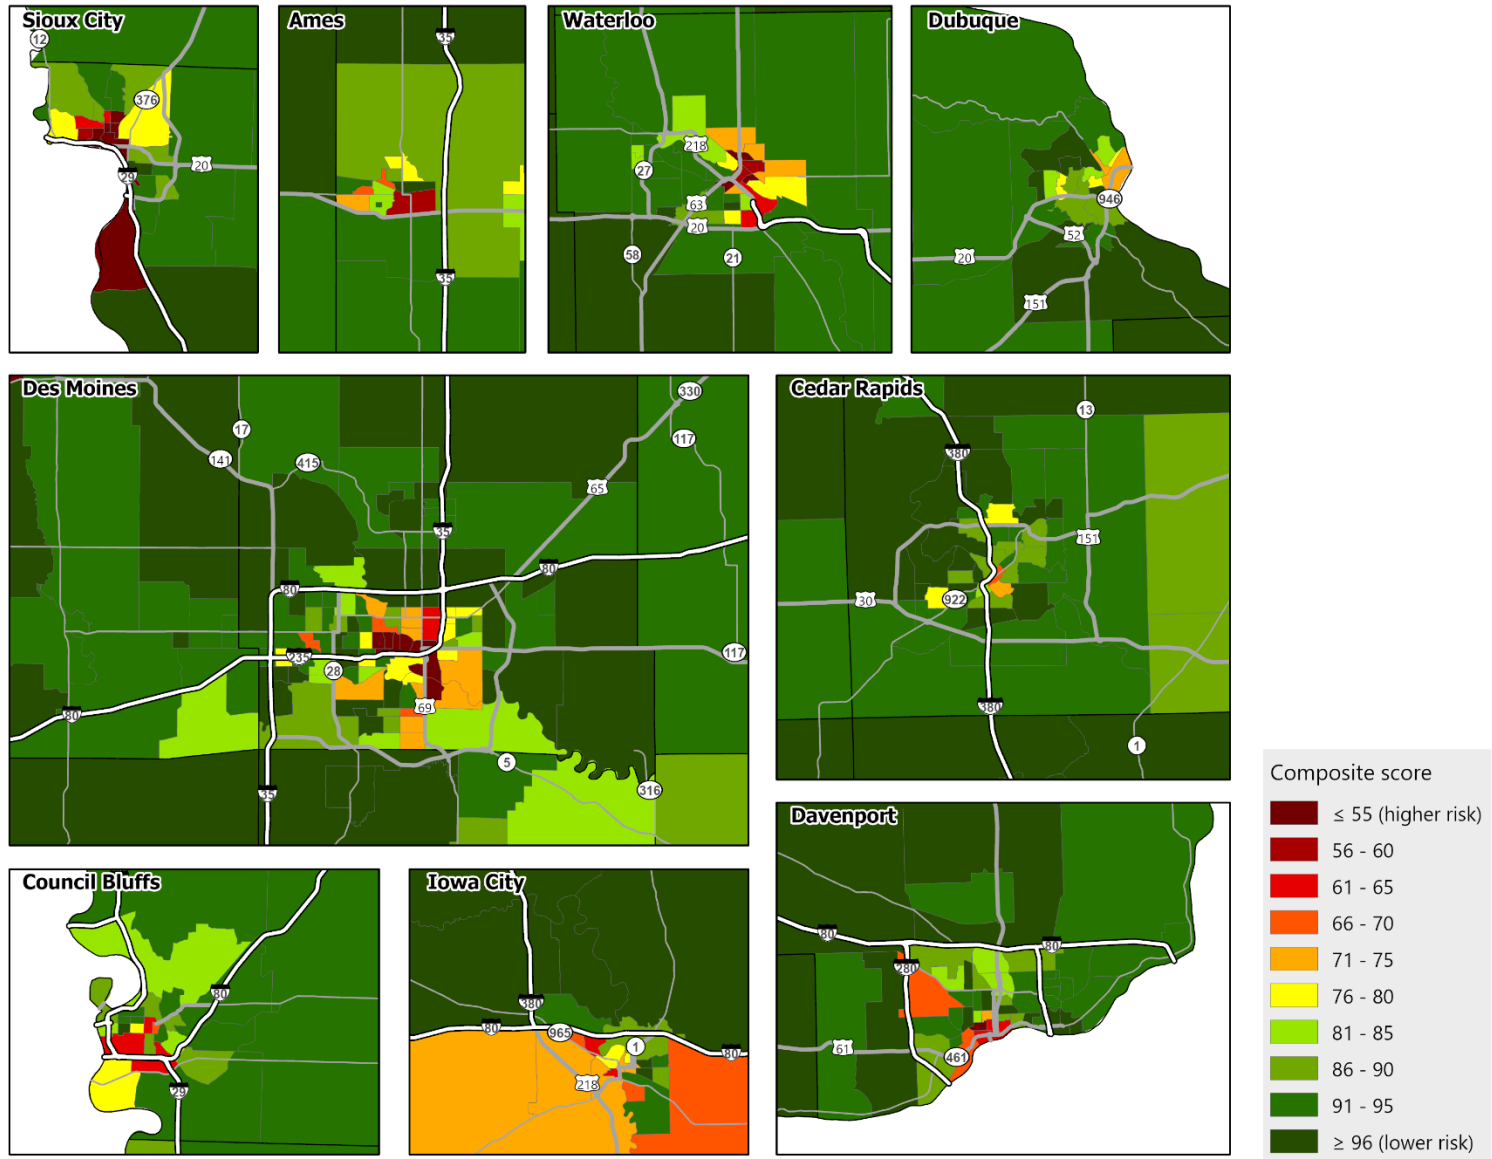 Sioux City
12
376
20
29
Ames
35
35
Waterloo
218
27
63
20
58
21
Dubuque
946
52
20
151
Des Moines
330
17
117
141
415
65
35
80
80
235
28
117
69
80
5
316
35
Cedar Rapids
13
380
151
30
922
380
1
Davenport
80
80
280
61
461
Council Bluffs
80
29
Iowa City
380
80
965
1
80
218
Composite score
≤ 55 (higher risk)
56 - 60
61 - 65
66 - 70
71 - 75
76 - 80
81 - 85
86 - 90
91 - 95
≥ 96 (lower risk)